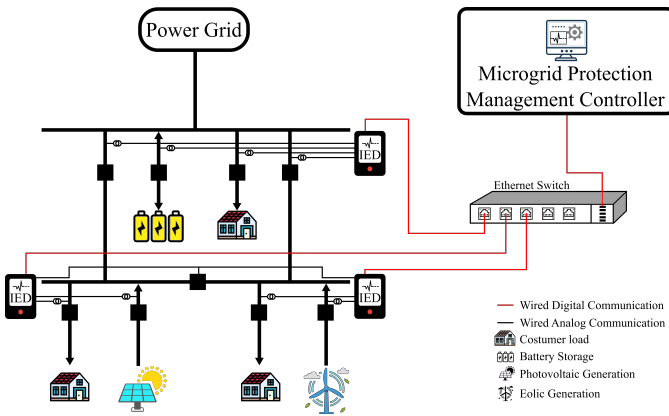 Power Grid
Microgrid Protection
Management Controller
IED
Ethernet Switch
IED
IED
Wired Digital Communication
Wired Analog Communication
Costumer load
Battery Storage
Photovoltaic Generation
Eolic Generation